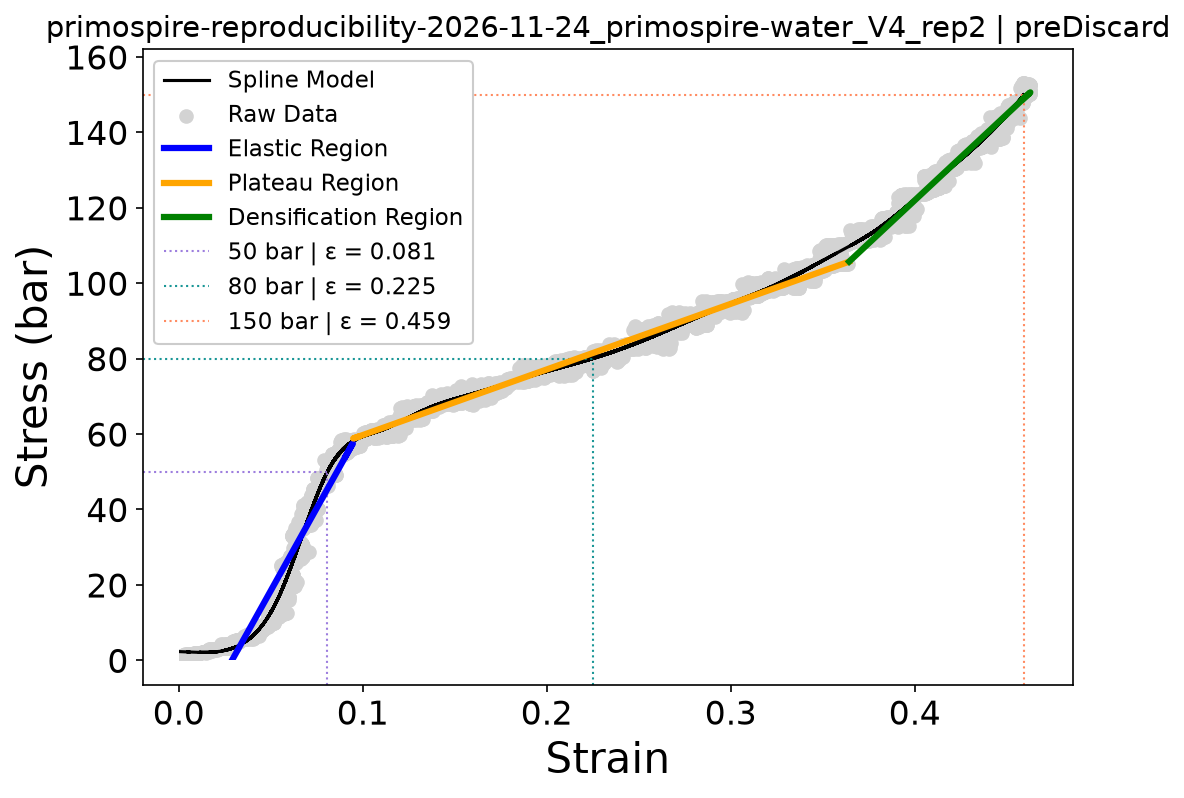 primospire-reproducibility-2026-11-24_primospire-water_V4_rep2 | preDiscard
160
140
120
100
80
60
40
20
0
Stress (bar)
Spline Model
Raw Data
Elastic Region
Plateau Region
Densification Region
50 bar | ε = 0.081
80 bar | ε = 0.225
150 bar | ε = 0.459
0.0 0.1 0.2 0.3 0.4
Strain